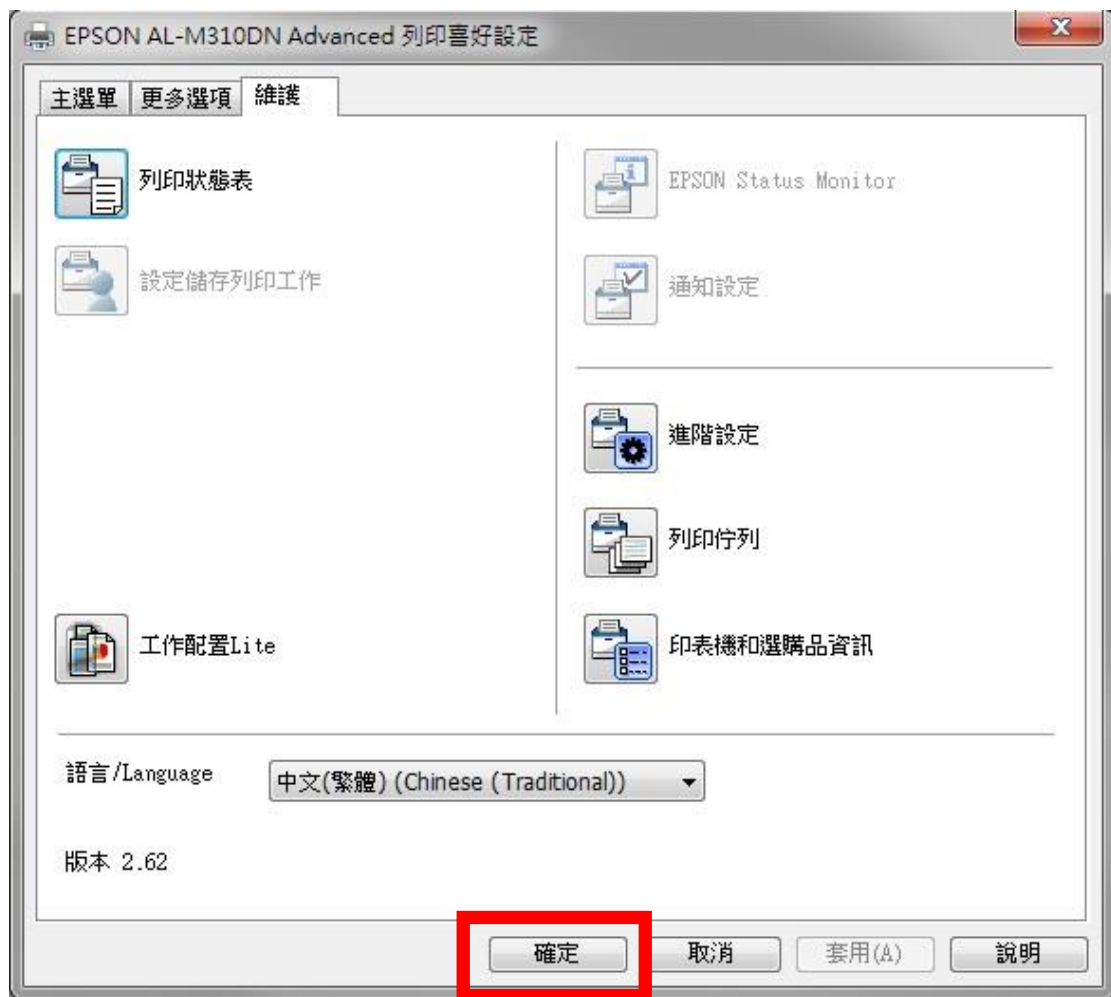 EPSON AL-M310DN Advanced 列印喜好設定
主選單 更多選項 維護
列印狀態表
設定儲存列印工作
工作配置Lite
EPSON Status Monitor
通知設定
進階設定
列印佇列
印表機和選購品資訊
語言/Language 中文(繁體) (Chinese (Traditional))
版本 2.62
確定 取消 套用(A) 說明